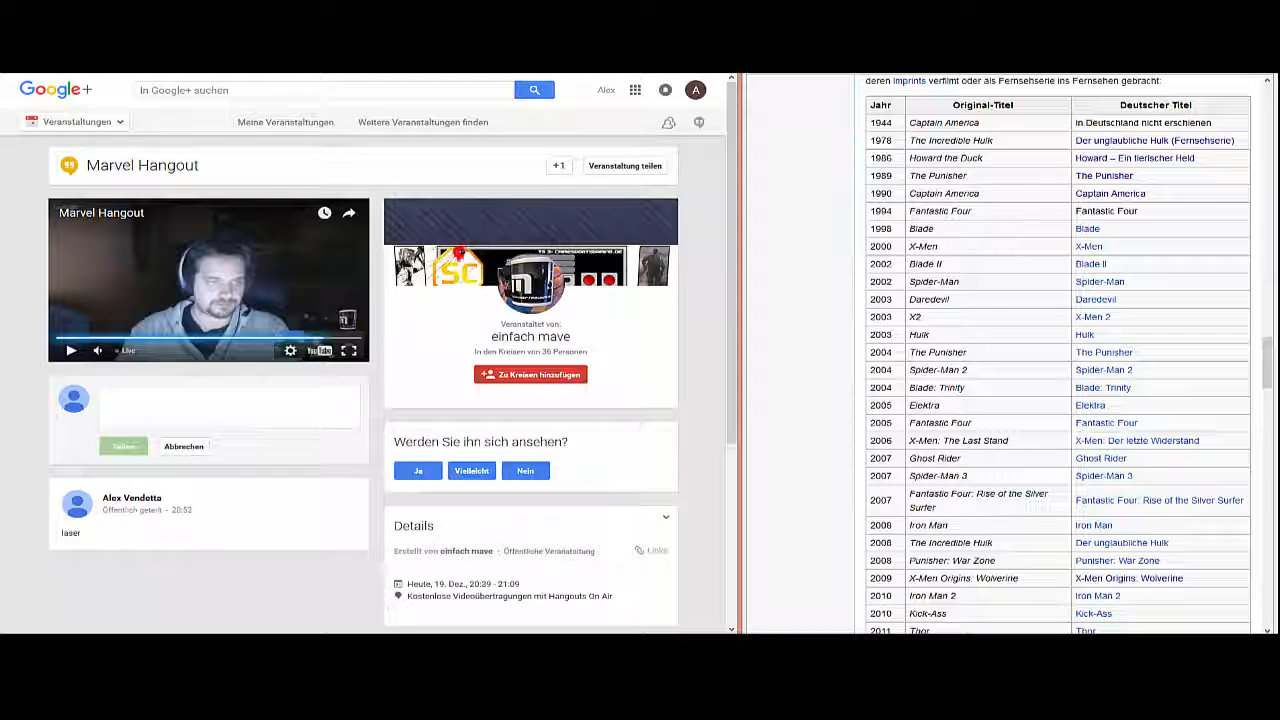 Google+
In Google+ suchen
Alex
A
Veranstaltungen
Meine Veranstaltungen
Weitere Veranstaltungen finden
Marvel Hangout
+1
Veranstaltung teilen
Marvel Hangout
Live
YouTube
SC
Veranstaltet von:
einfach mave
In den Kreisen von 36 Personen
Zu Kreisen hinzufügen
Teilen
Abbrechen
Werden Sie ihn sich ansehen?
Ja
Vielleicht
Nein
Alex Vendetta
Öffentlich geteilt - 20:52
laser
Details
Erstellt von einfach mave · Öffentliche Veranstaltung
Links
Heute, 19. Dez., 20:39 - 21:09
Kostenlose Videoübertragungen mit Hangouts On Air
deren Imprints verfilmt oder als Fernsehserie ins Fernsehen gebracht:
Jahr Original-Titel Deutscher Titel
1944 Captain America in Deutschland nicht erschienen
1978 The Incredible Hulk Der unglaubliche Hulk (Fernsehserie)
1986 Howard the Duck Howard – Ein tierischer Held
1989 The Punisher The Punisher
1990 Captain America Captain America
1994 Fantastic Four Fantastic Four
1998 Blade Blade
2000 X-Men X-Men
2002 Blade II Blade II
2002 Spider-Man Spider-Man
2003 Daredevil Daredevil
2003 X2 X-Men 2
2003 Hulk Hulk
2004 The Punisher The Punisher
2004 Spider-Man 2 Spider-Man 2
2004 Blade: Trinity Blade: Trinity
2005 Elektra Elektra
2005 Fantastic Four Fantastic Four
2006 X-Men: The Last Stand X-Men: Der letzte Widerstand
2007 Ghost Rider Ghost Rider
2007 Spider-Man 3 Spider-Man 3
2007 Fantastic Four: Rise of the Silver Fantastic Four: Rise of the Silver Surfer
Surfer
2008 Iron Man Iron Man
2008 The Incredible Hulk Der unglaubliche Hulk
2008 Punisher: War Zone Punisher: War Zone
2009 X-Men Origins: Wolverine X-Men Origins: Wolverine
2010 Iron Man 2 Iron Man 2
2010 Kick-Ass Kick-Ass
2011 Thor Thor